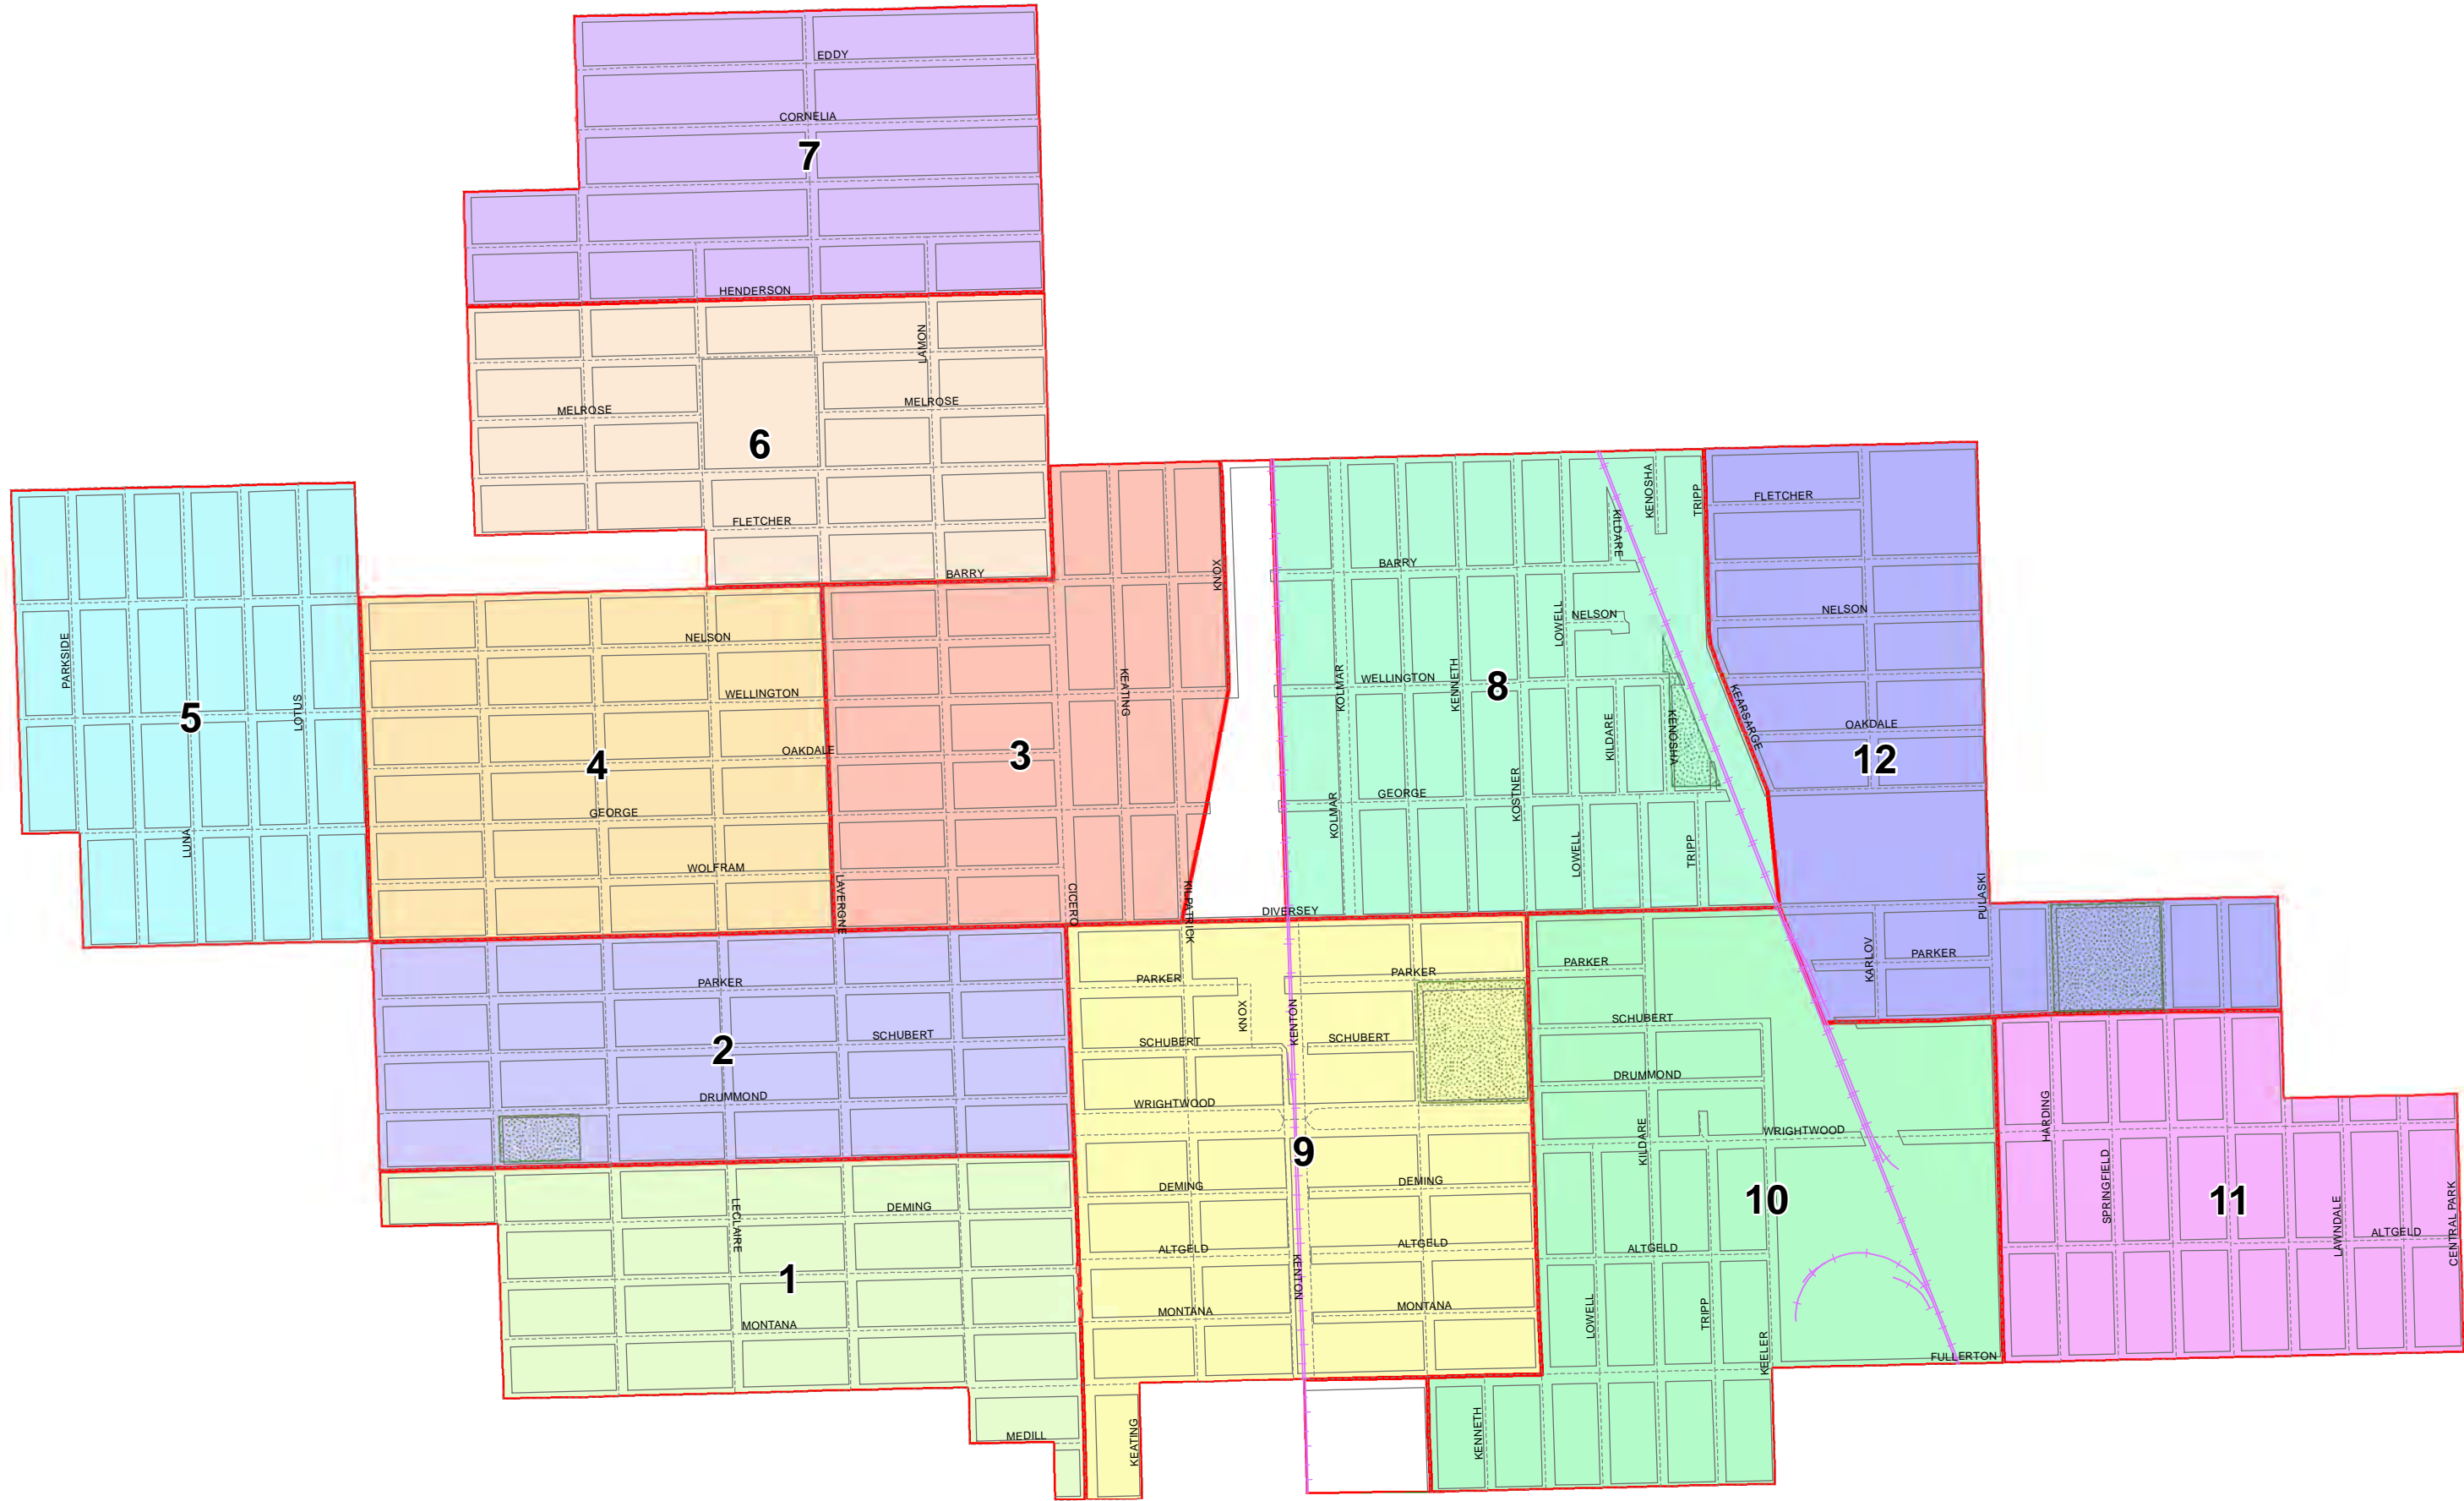 EDDY
CORNELIA
7
HENDERSON
LAMON
MELROSE
MELROSE
6
FLETCHER
BARRY
PARKSIDE
LOTUS
5
LUNA
NELSON
WELLINGTON
OAKDALE
4
GEORGE
WOLFRAM
LAVERGNE
KNOX
KEATING
3
CICERO
KILPATRICK
KENOSHA
TRIPP
KILDARE
BARRY
LOWELL
NELSON
KOLMAR
WELLINGTON
KENNETH
8
KILDARE
KENOSHA
KEARSARGE
GEORGE
KOSTNER
KOLMAR
LOWELL
TRIPP
DIVERSEY
FLETCHER
NELSON
OAKDALE
12
PULASKI
KARLOV
PARKER
PARKER
SCHUBERT
2
DRUMMOND
LECLAIRE
DEMING
1
MONTANA
MEDILL
PARKER
PARKER
KNOX
KENTON
SCHUBERT
SCHUBERT
WRIGHTWOOD
9
DEMING
DEMING
ALTGELD
ALTGELD
KENTON
MONTANA
MONTANA
KEATING
PARKER
SCHUBERT
DRUMMOND
KILDARE
WRIGHTWOOD
10
ALTGELD
LOWELL
TRIPP
KEELER
FULLERTON
KENNETH
HARDING
SPRINGFIELD
11
LAWNDALE
ALTGELD
CENTRAL PARK